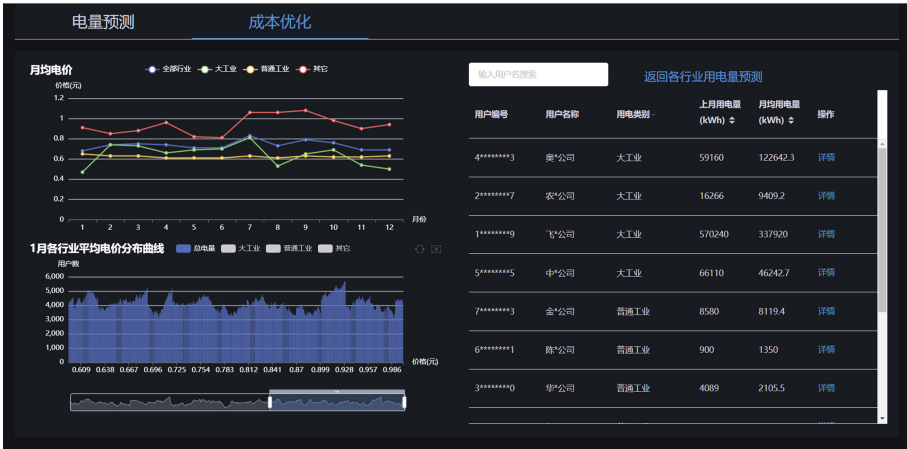 电量预测 成本优化
月均电价 全部行业 大工业 普通工业 其它
价格(元)
1.2
1
0.8
0.6
0.4
0.2
0
1 2 3 4 5 6 7 8 9 10 11 12 月份
1月各行业平均电价分布曲线 总电量 大工业 普通工业 其它
用户数
6,000
5,000
4,000
3,000
2,000
1,000
0
0.609 0.638 0.667 0.696 0.725 0.754 0.783 0.812 0.841 0.87 0.899 0.928 0.957 0.986 价格(元)
输入用户名搜索 返回各行业用电量预测
用户编号 用户名称 用电类别 上月用电量(kWh) 月均用电量(kWh) 操作
4********3 奥*公司 大工业 59160 122642.3 详情
2********7 农*公司 大工业 16266 9409.2 详情
1********9 飞*公司 大工业 570240 337920 详情
5********5 中*公司 大工业 66110 46242.7 详情
7********3 金*公司 普通工业 8580 8119.4 详情
6********1 陈*公司 普通工业 900 1350 详情
3********0 华*公司 普通工业 4089 2105.5 详情